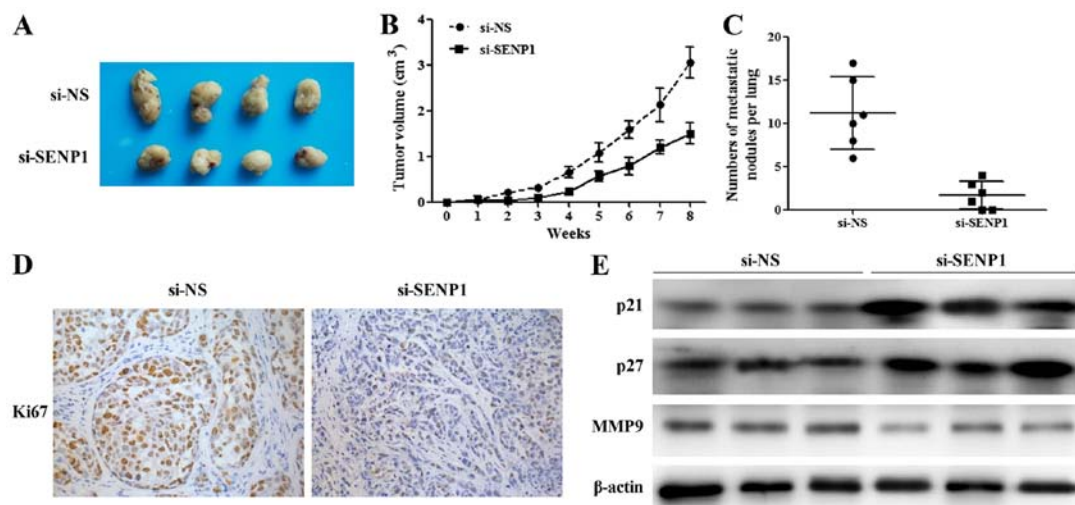 A
si-NS
si-SENP1
B
si-NS
si-SENP1
Tumor volume (cm 3)
4
3
2
1
0
0 1 2 3 4 5 6 7 8
Weeks
C
Numbers of metastatic
nodules per lung
20
15
10
5
0
si-NS si-SENP1
D
si-NS si-SENP1
Ki67
E
si-NS si-SENP1
p21
p27
MMP9
β-actin